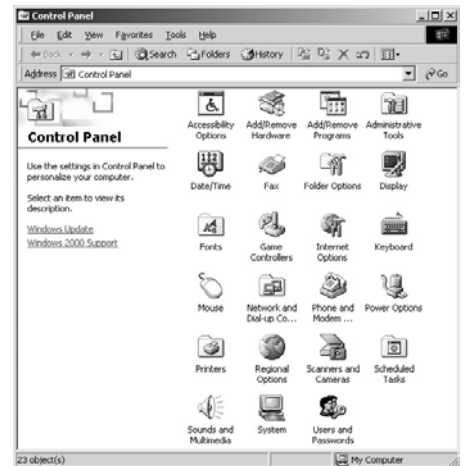 Control Panel
File Edit View Favorites Tools Help
Back Search Folders History
Address Control Panel Go
Control Panel
Use the settings in Control Panel to
personalize your computer.
Select an item to view its
description.
Windows Update
Windows 2000 Support
Accessibility
Options
Add/Remove
Hardware
Add/Remove
Programs
Administrative
Tools
Date/Time
Fax
Folder Options
Display
Fonts
Game
Controllers
Internet
Options
Keyboard
Mouse
Network and
Dial-up Co...
Phone and
Modem ...
Power Options
Printers
Regional
Options
Scanners and
Cameras
Scheduled
Tasks
Sounds and
Multimedia
System
Users and
Passwords
23 object(s) My Computer